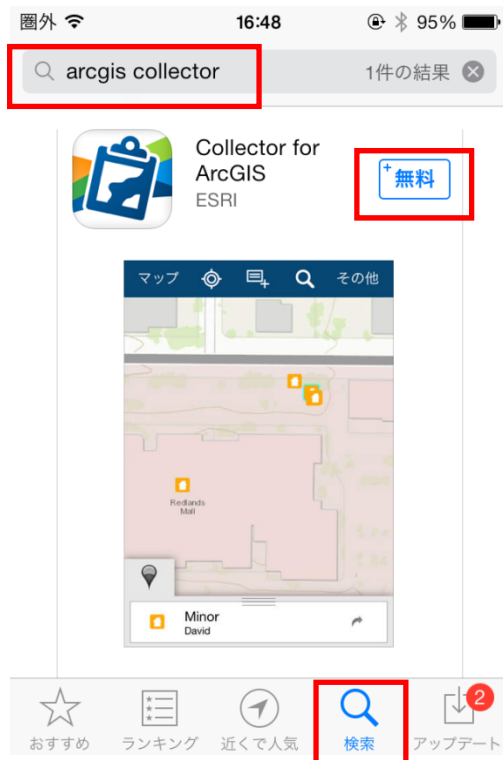 圏外 16:48 95%
arcgis collector 1件の結果
Collector for
ArcGIS
ESRI
+無料
マップ その他
Redlands
Mall
Minor
David
2
おすすめ ランキング 近くで人気 検索 アップデート